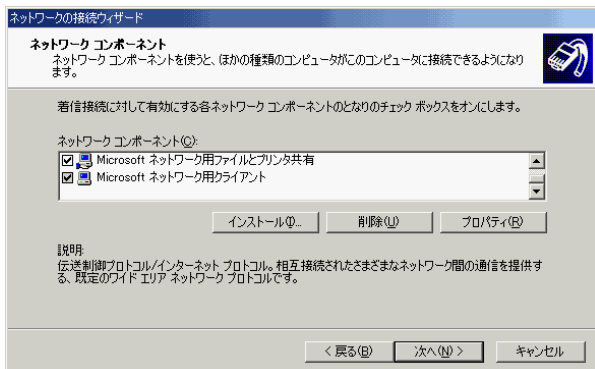 ネットワークの接続ウィザード
ネットワーク コンポーネント
ネットワーク コンポーネントを使うと、ほかの種類のコンピュータがこのコンピュータに接続できるようになり
ます。
着信接続に対して有効にする各ネットワーク コンポーネントのとなりのチェック ボックスをオンにします。
ネットワーク コンポーネント(C):
Microsoft ネットワーク用ファイルとプリンタ共有
Microsoft ネットワーク用クライアント
インストール(I)... 削除(U) プロパティ(R)
説明
伝送制御プロトコル/インターネット プロトコル。相互接続されたさまざまなネットワーク間の通信を提供す
る、既定のワイド エリア ネットワーク プロトコルです。
< 戻る(B) 次へ(N) > キャンセル